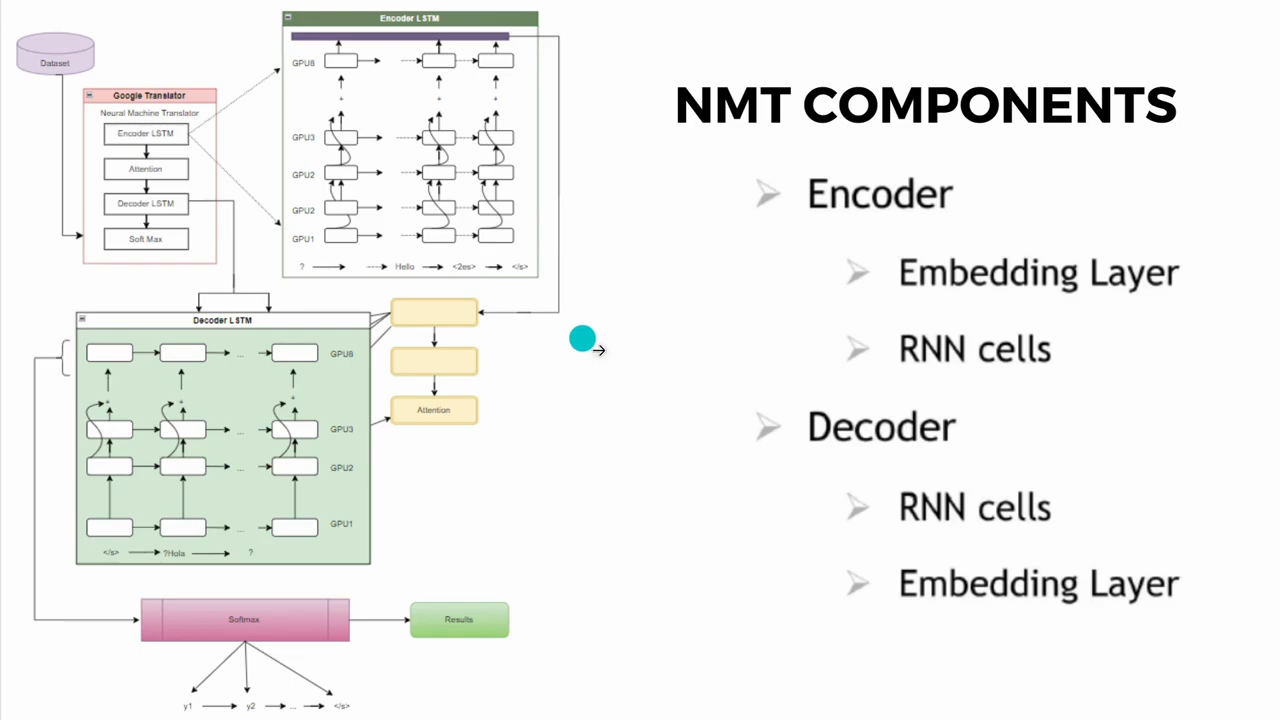 Encoder LSTM
Dataset
GPU8
Google Translator
Neural Machine Translator
Encoder LSTM
Attention
Decoder LSTM
Soft Max
GPU3
GPU2
GPU2
GPU1
? Hello <2es> </s>
Decoder LSTM
GPU8
... 
Attention
GPU3
...
GPU2
...
GPU1
...
</s> ?Hola ?
Softmax
Results
y1 y2 ... </s>
NMT COMPONENTS
Encoder
Embedding Layer
RNN cells
Decoder
RNN cells
Embedding Layer